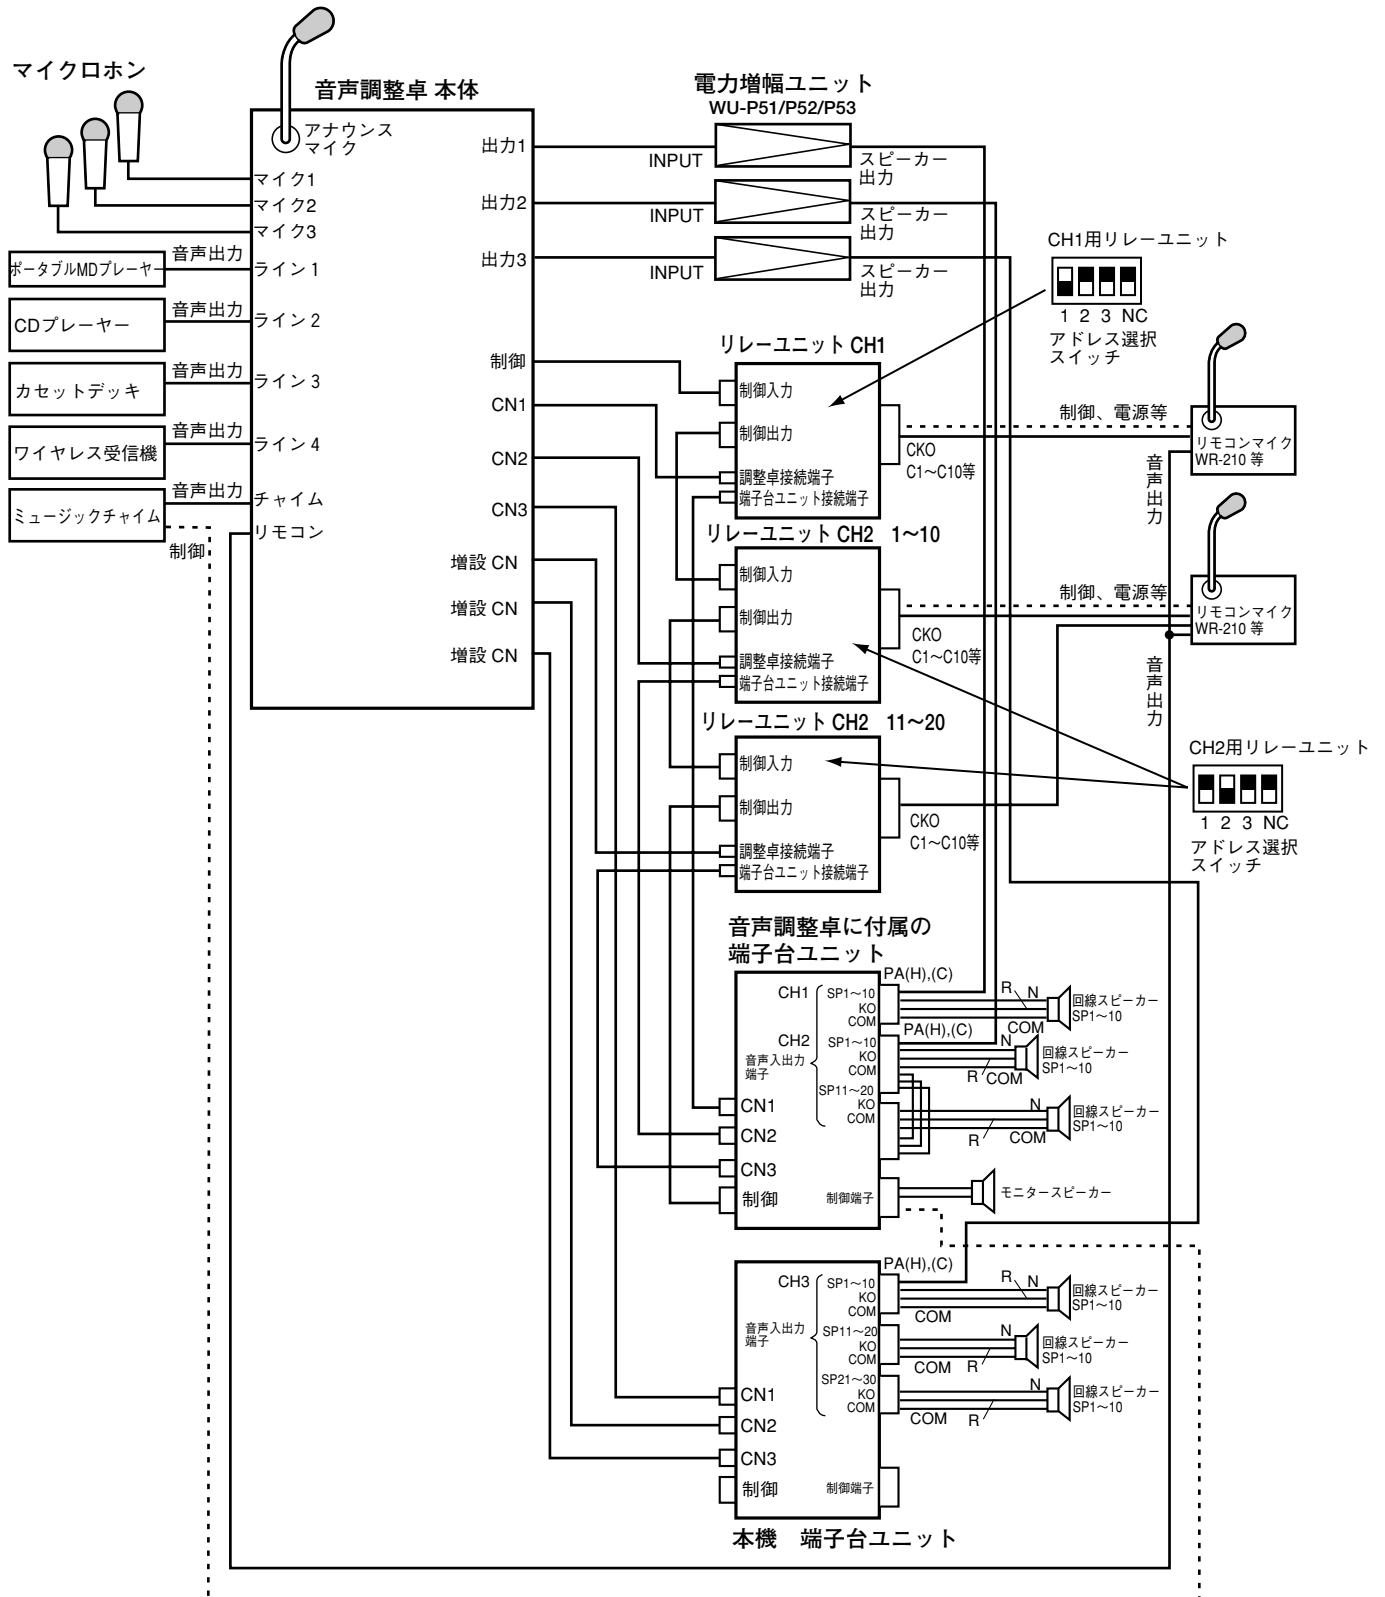 マイクロホン
音声調整卓 本体
アナウンス
マイク
マイク1
マイク2
マイク3
音声出力
ポータブルMDプレーヤー
ライン 1
音声出力
CDプレーヤー
ライン 2
音声出力
カセットデッキ
ライン 3
音声出力
ワイヤレス受信機
ライン 4
音声出力
ミュージックチャイム
チャイム
制御
リモコン
出力1
出力2
出力3
制御
CN1
CN2
CN3
増設 CN
増設 CN
増設 CN
電力増幅ユニット
WU-P51/P52/P53
INPUT
スピーカー
出力
INPUT
スピーカー
出力
INPUT
スピーカー
出力
CH1用リレーユニット
1 2 3 NC
アドレス選択
スイッチ
リレーユニット CH1
制御入力
制御出力
調整卓接続端子
端子台ユニット接続端子
CKO
C1〜C10等
制御、電源等
リモコンマイク
WR-210 等
音声出力
リレーユニット CH2　1〜10
制御入力
制御出力
調整卓接続端子
端子台ユニット接続端子
CKO
C1〜C10等
制御、電源等
リモコンマイク
WR-210 等
音声出力
リレーユニット CH2　11〜20
制御入力
制御出力
調整卓接続端子
端子台ユニット接続端子
CKO
C1〜C10等
CH2用リレーユニット
1 2 3 NC
アドレス選択
スイッチ
音声調整卓に付属の
端子台ユニット
PA(H),(C)
CH1
SP1〜10
KO
COM
R
N
COM
回線スピーカー
SP1〜10
PA(H),(C)
CH2
SP1〜10
KO
COM
N
R
COM
回線スピーカー
SP1〜10
音声入出力
端子
SP11〜20
KO
COM
N
R
COM
回線スピーカー
SP1〜10
CN1
CN2
CN3
制御
制御端子
モニタースピーカー
PA(H),(C)
CH3
SP1〜10
KO
COM
R
N
COM
回線スピーカー
SP1〜10
音声入出力
端子
SP11〜20
KO
COM
N
COM
R
回線スピーカー
SP1〜10
SP21〜30
KO
COM
N
COM
R
回線スピーカー
SP1〜10
CN1
CN2
CN3
制御
制御端子
本機　端子台ユニット